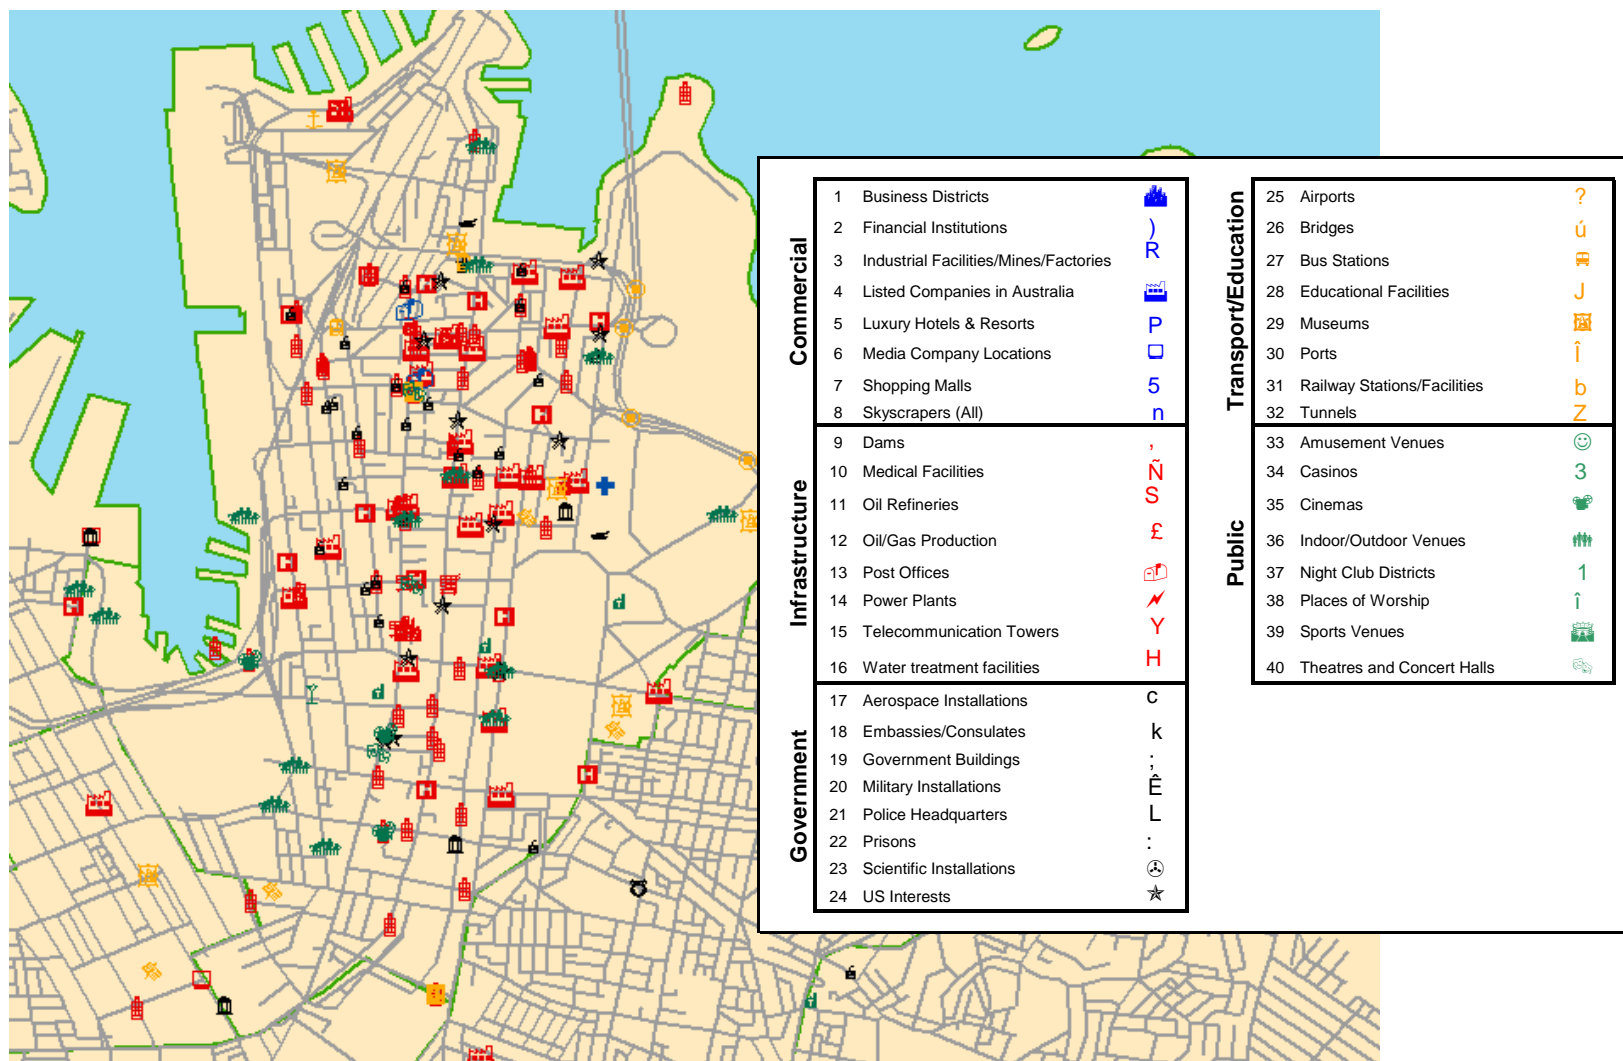 Commercial
1 Business Districts
2 Financial Institutions )
3 Industrial Facilities/Mines/Factories R
4 Listed Companies in Australia
5 Luxury Hotels & Resorts P
6 Media Company Locations
7 Shopping Malls 5
8 Skyscrapers (All) n
Infrastructure
9 Dams ,
10 Medical Facilities Ñ
11 Oil Refineries S
12 Oil/Gas Production £
13 Post Offices
14 Power Plants
15 Telecommunication Towers Y
16 Water treatment facilities H
Government
17 Aerospace Installations c
18 Embassies/Consulates k
19 Government Buildings ;
20 Military Installations Ê
21 Police Headquarters L
22 Prisons :
23 Scientific Installations
24 US Interests
Transport/Education
25 Airports ?
26 Bridges ú
27 Bus Stations
28 Educational Facilities J
29 Museums
30 Ports Î
31 Railway Stations/Facilities b
32 Tunnels Z
Public
33 Amusement Venues
34 Casinos 3
35 Cinemas
36 Indoor/Outdoor Venues
37 Night Club Districts 1
38 Places of Worship î
39 Sports Venues
40 Theatres and Concert Halls